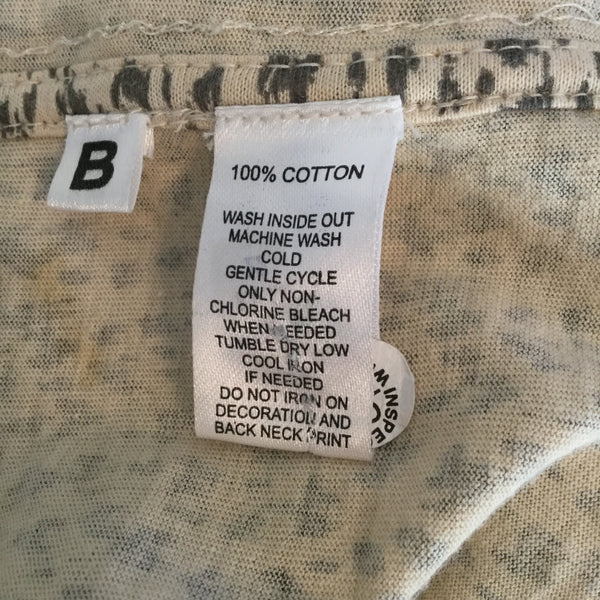 B
100% COTTON
WASH INSIDE OUT
MACHINE WASH
COLD
GENTLE CYCLE
ONLY NON-
CHLORINE BLEACH
WHEN NEEDED
TUMBLE DRY LOW
COOL IRON
IF NEEDED
DO NOT IRON ON
DECORATION AND
BACK NECK PRINT